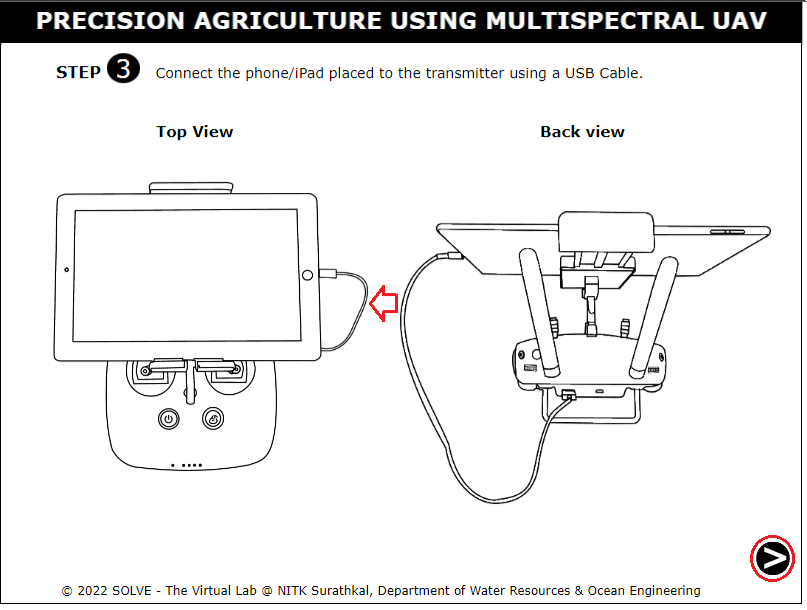 PRECISION AGRICULTURE USING MULTISPECTRAL UAV
STEP 3 Connect the phone/iPad placed to the transmitter using a USB Cable.
Top View Back view
© 2022 SOLVE - The Virtual Lab @ NITK Surathkal, Department of Water Resources & Ocean Engineering